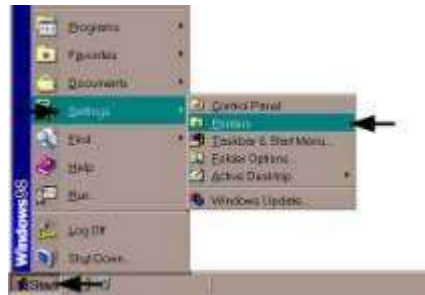 Programs
Favorites
Documents
Settings
Find
Help
Run...
Log Off
Shut Down...
Windows98
Start
Control Panel
Printers
Taskbar & Start Menu...
Folder Options...
Active Desktop
Windows Update...